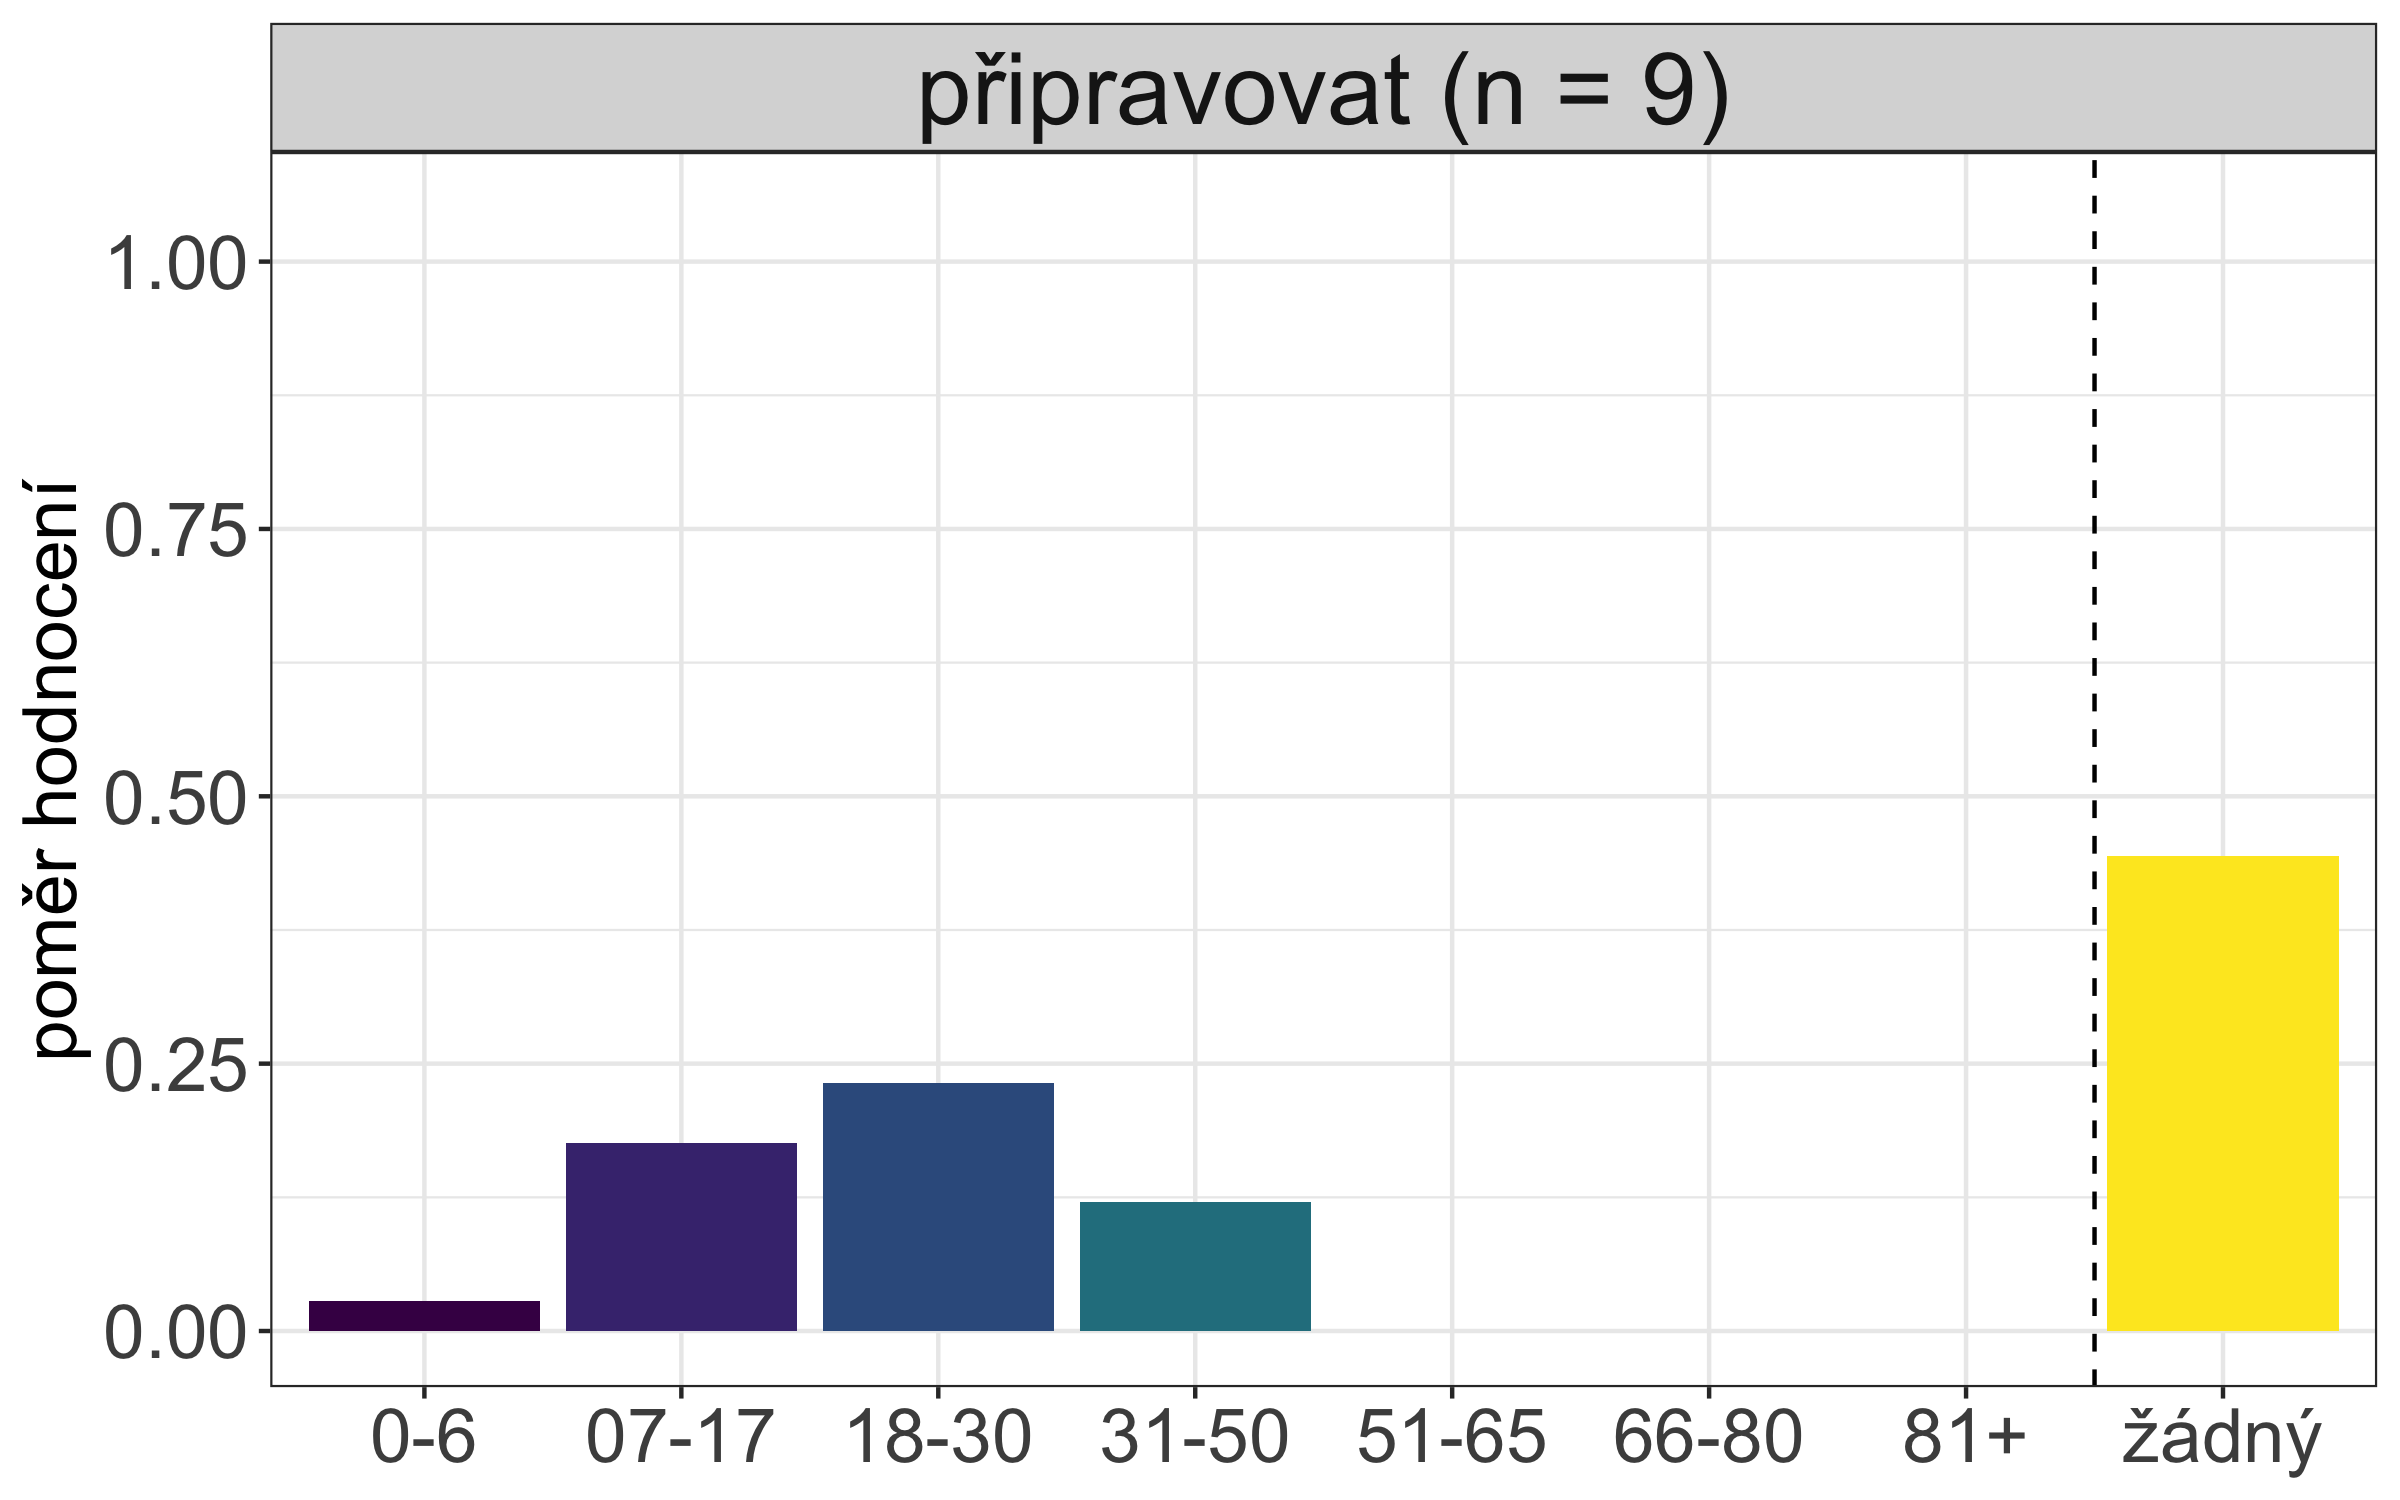 připravovat (n = 9)
poměr hodnocení
1.00
0.75
0.50
0.25
0.00
0-6 07-17 18-30 31-50 51-65 66-80 81+ žádný